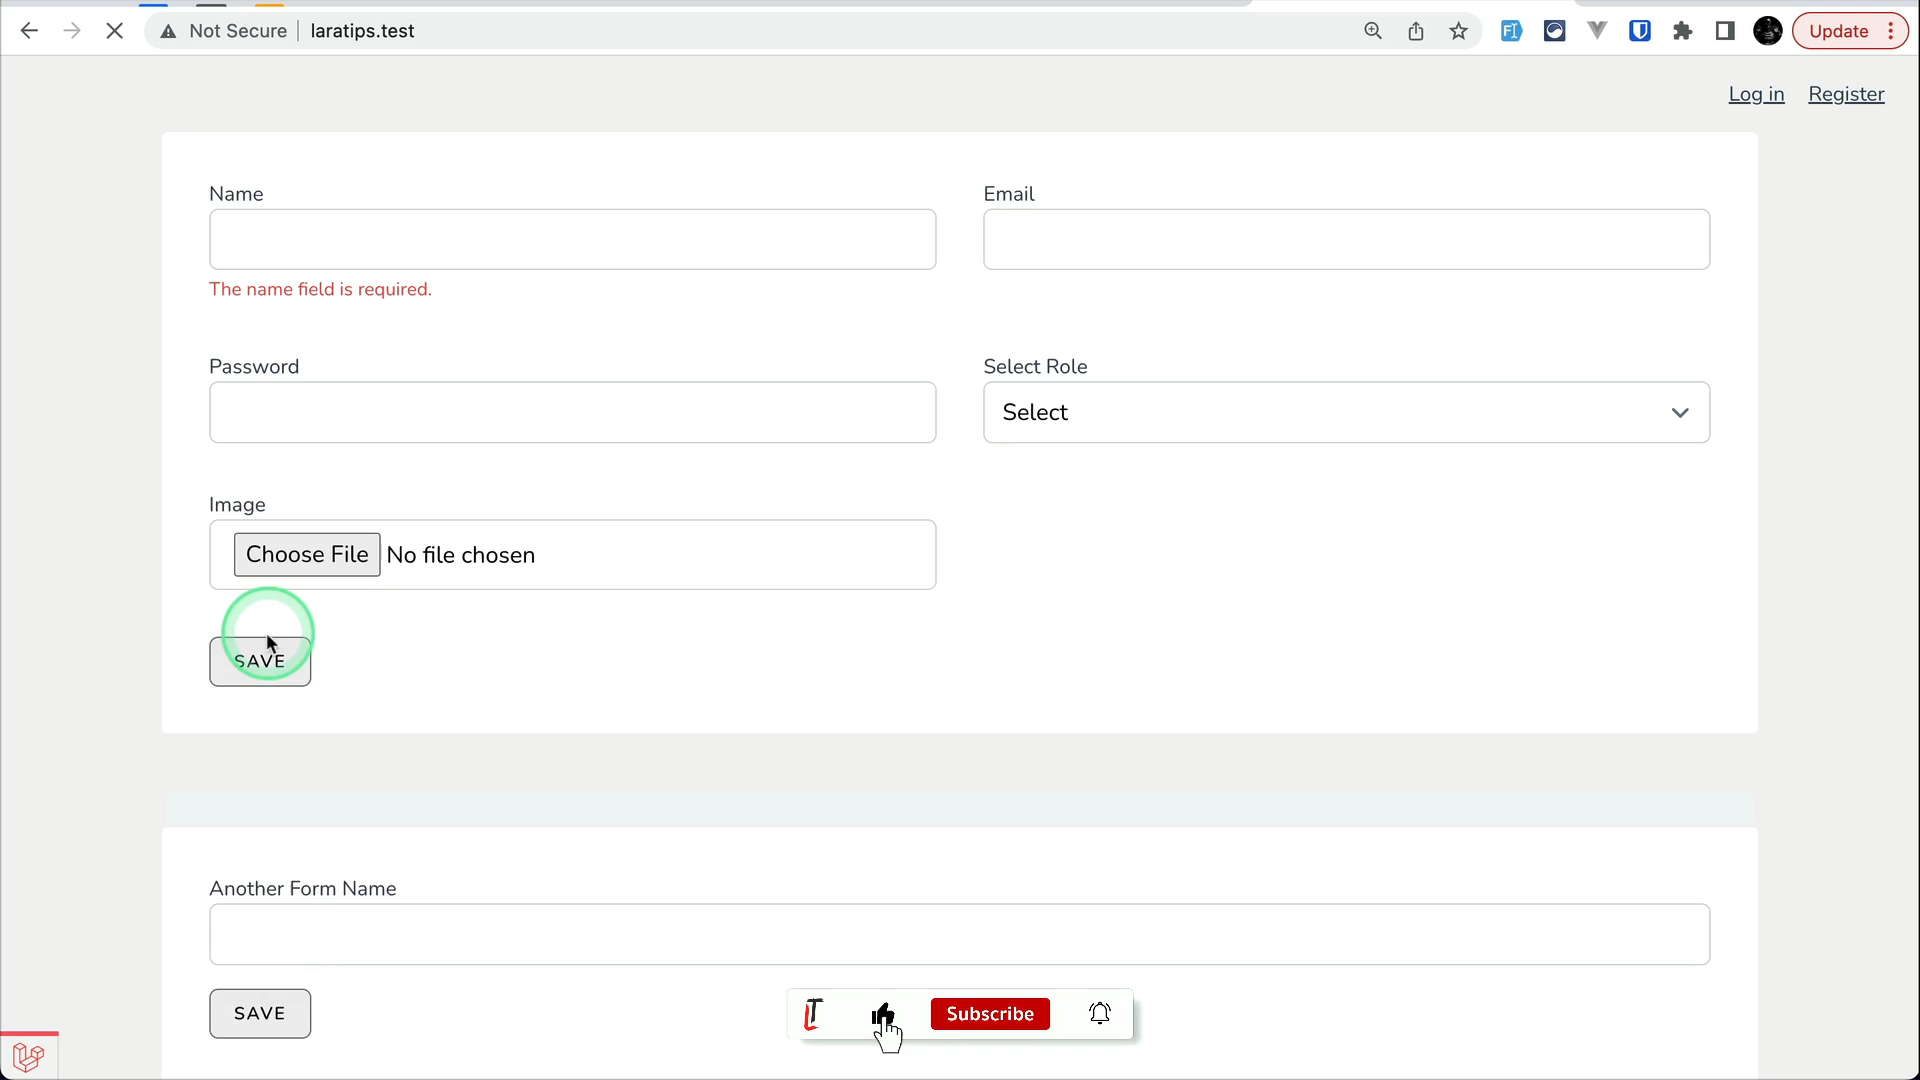 Not Secure laratips.test Update
Log in Register
Name Email
The name field is required.
Password Select Role
Select
Image
Choose File No file chosen
SAVE
Another Form Name
SAVE
LT Subscribe